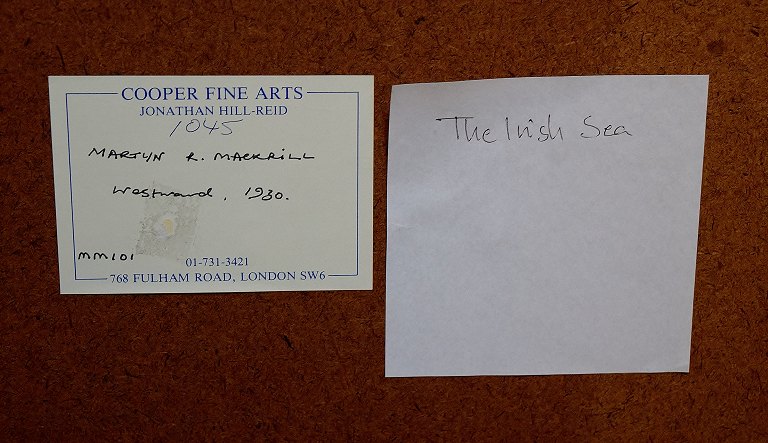 COOPER FINE ARTS
JONATHAN HILL-REID
1045
MARTYN R. MACKRILL
Westward, 1930.
MM101
01-731-3421
768 FULHAM ROAD, LONDON SW6
The Irish Sea